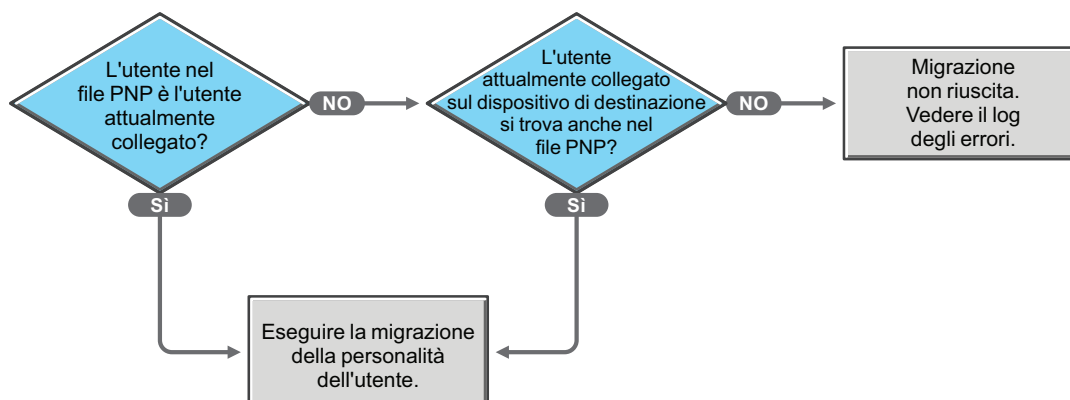 L'utente nel
file PNP è l'utente
attualmente
collegato?
NO
Sì
L'utente
attualmente collegato
sul dispositivo di destinazione
si trova anche nel
file PNP?
NO
Sì
Migrazione
non riuscita.
Vedere il log
degli errori.
Eseguire la migrazione
della personalità
dell'utente.